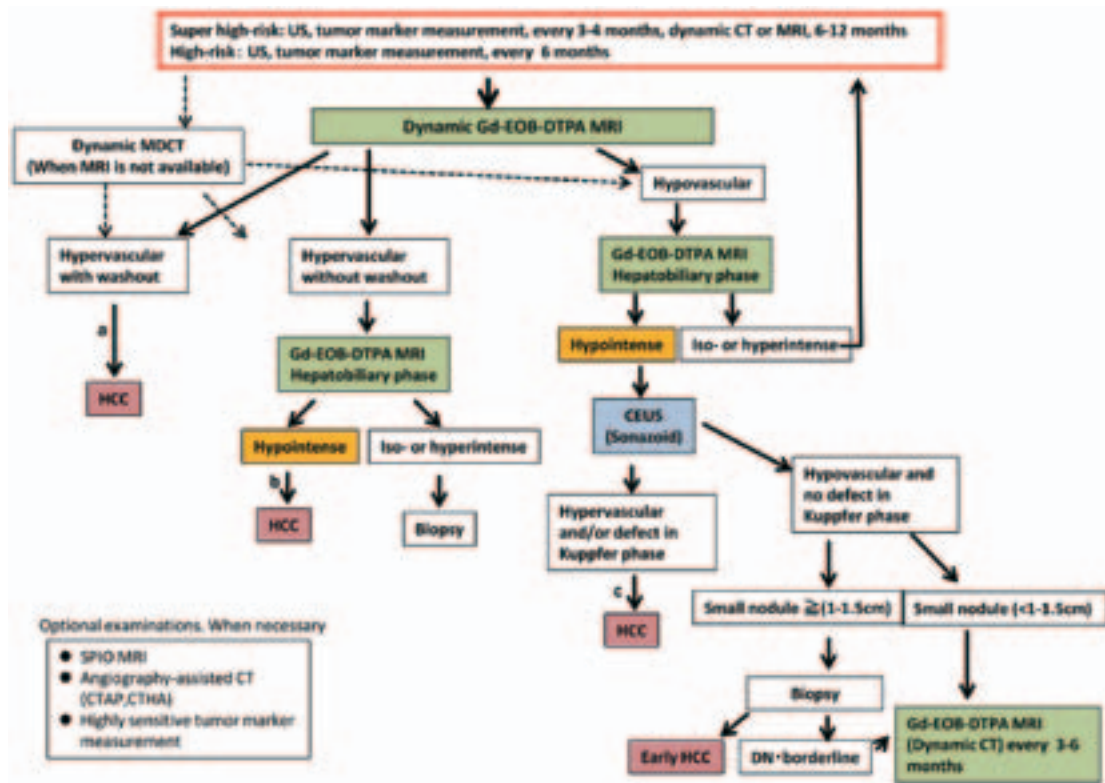 Super high-risk: US, tumor marker measurement, every 3-4 months, dynamic CT or MRI, 6-12 months
High-risk: US, tumor marker measurement, every 6 months
Dynamic Gd-EOB-DTPA MRI
Dynamic MDCT
(When MRI is not available)
Hypovascular
Hypervascular
with washout
Hypervascular
without washout
Gd-EOB-DTPA MRI
Hepatobiliary phase
a
HCC
Gd-EOB-DTPA MRI
Hepatobiliary phase
Hypointense
Iso- or hyperintense
CEUS
(Sonazoid)
Hypointense
Iso- or hyperintense
b
HCC
Biopsy
Hypervascular
and/or defect in
Kuppfer phase
Hypovascular and
no defect in
Kuppfer phase
c
HCC
Small nodule ≧(1-1.5cm)
Small nodule (<1-1.5cm)
Optional examinations. When necessary
● SPIO MRI
● Angiography-assisted CT
(CTAP,CTHA)
● Highly sensitive tumor marker
measurement
Biopsy
Early HCC
DN・borderline
Gd-EOB-DTPA MRI
(Dynamic CT) every 3-6
months